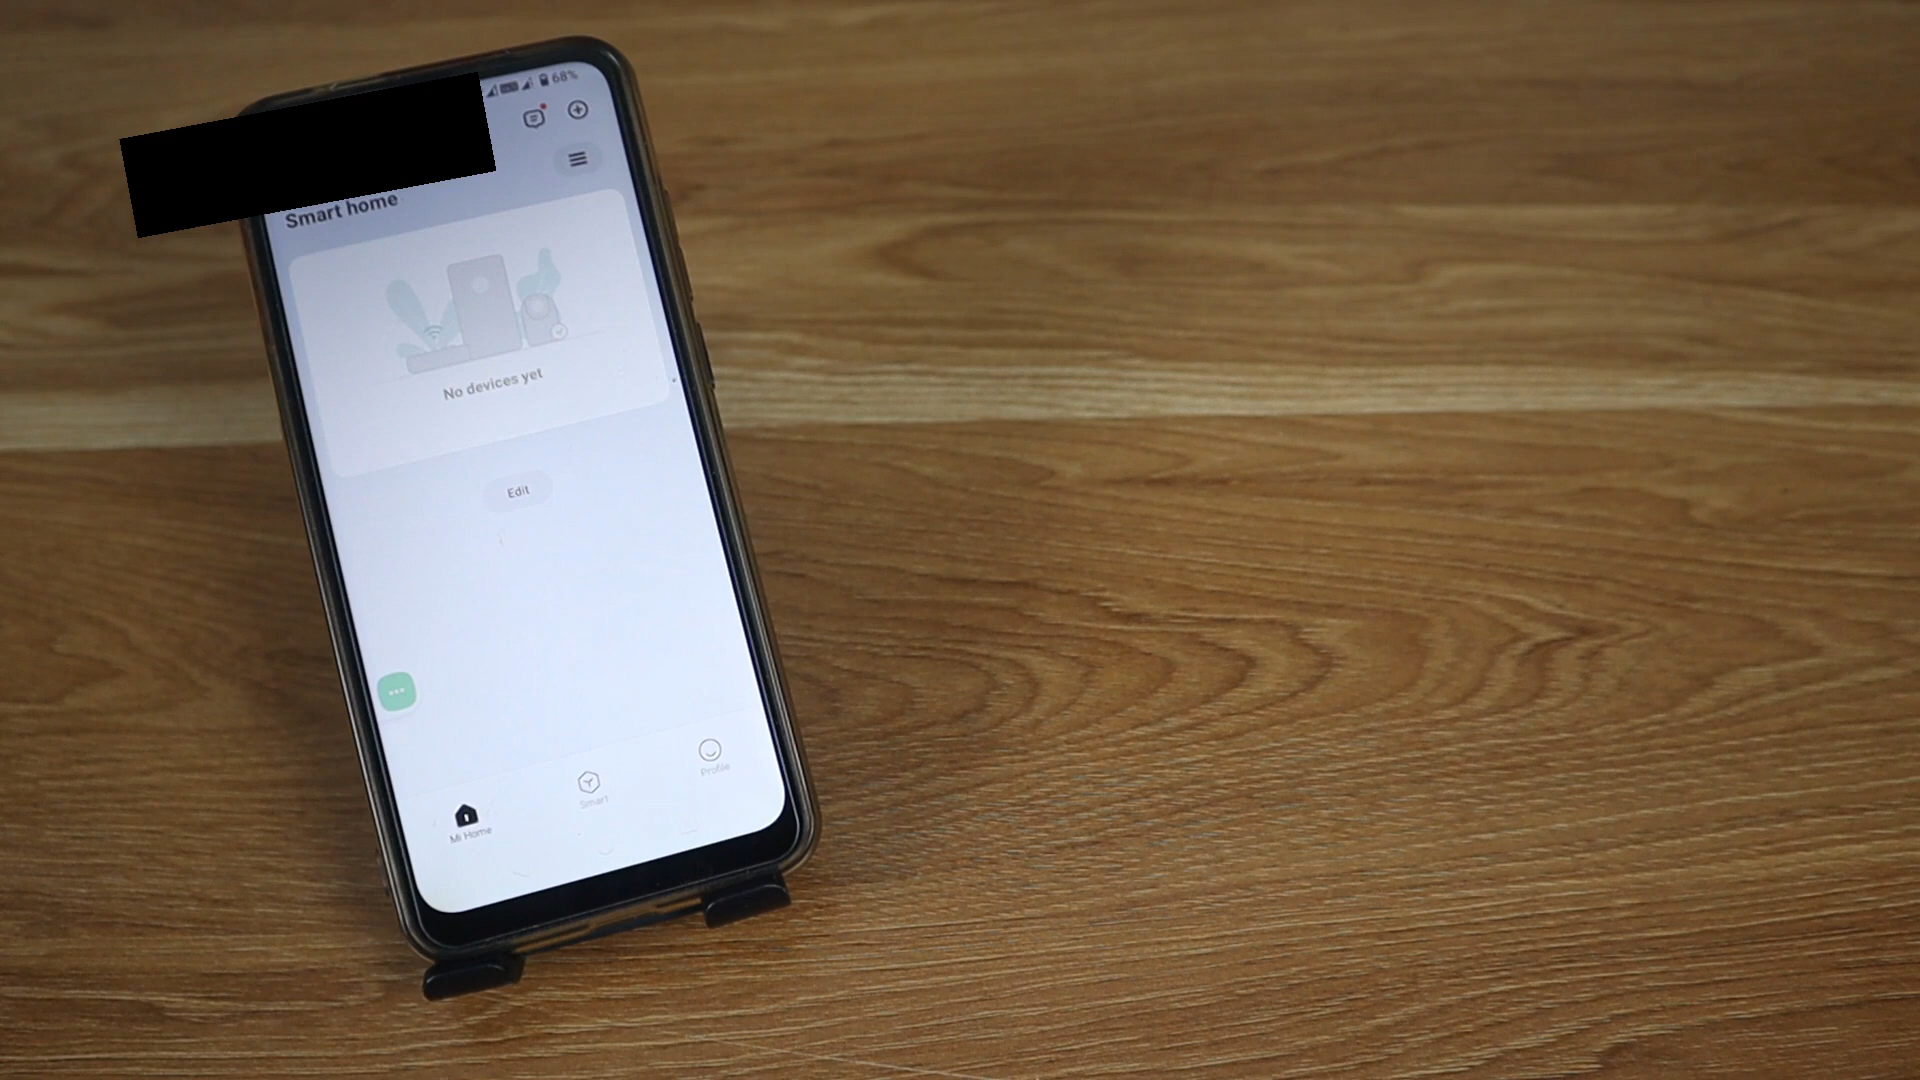 68%
Smart home
No devices yet
Edit
Mi Home
Smart
Profile